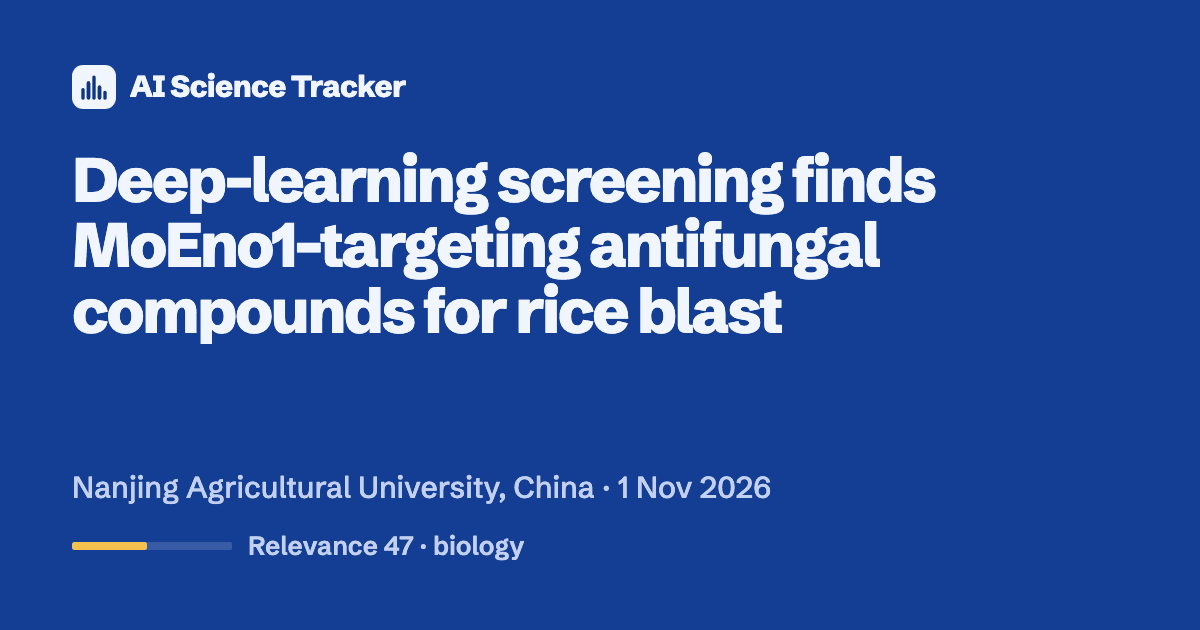 AI Science Tracker
Deep-learning screening finds
MoEno1-targeting antifungal
compounds for rice blast
Nanjing Agricultural University, China · 1 Nov 2026
Relevance 47 · biology